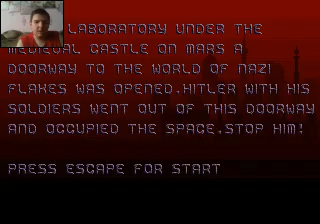 LABORATORY UNDER THE
MEDIEVAL CASTLE ON MARS A
DOORWAY TO THE WORLD OF NAZI
FLAKES WAS OPENED.HITLER WITH HIS
SOLDIERS WENT OUT OF THIS DOORWAY
AND OCCUPIED THE SPACE.STOP HIM!
PRESS ESCAPE FOR START